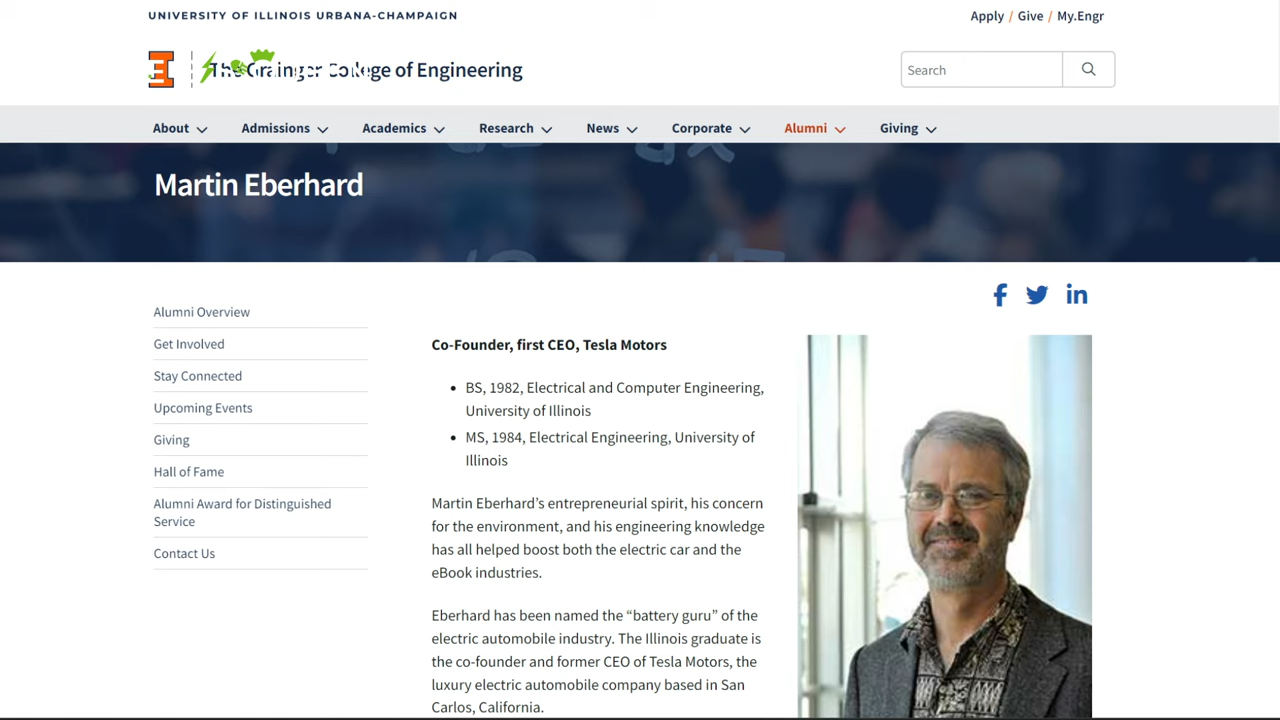 UNIVERSITY OF ILLINOIS URBANA-CHAMPAIGN
Apply / Give / My.Engr
The Grainger College of Engineering
Search
About
Admissions
Academics
Research
News
Corporate
Alumni
Giving
Martin Eberhard
Alumni Overview
Get Involved
Stay Connected
Upcoming Events
Giving
Hall of Fame
Alumni Award for Distinguished
Service
Contact Us
Co-Founder, first CEO, Tesla Motors
• BS, 1982, Electrical and Computer Engineering,
University of Illinois
• MS, 1984, Electrical Engineering, University of
Illinois
Martin Eberhard’s entrepreneurial spirit, his concern
for the environment, and his engineering knowledge
has all helped boost both the electric car and the
eBook industries.
Eberhard has been named the “battery guru” of the
electric automobile industry. The Illinois graduate is
the co-founder and former CEO of Tesla Motors, the
luxury electric automobile company based in San
Carlos, California.